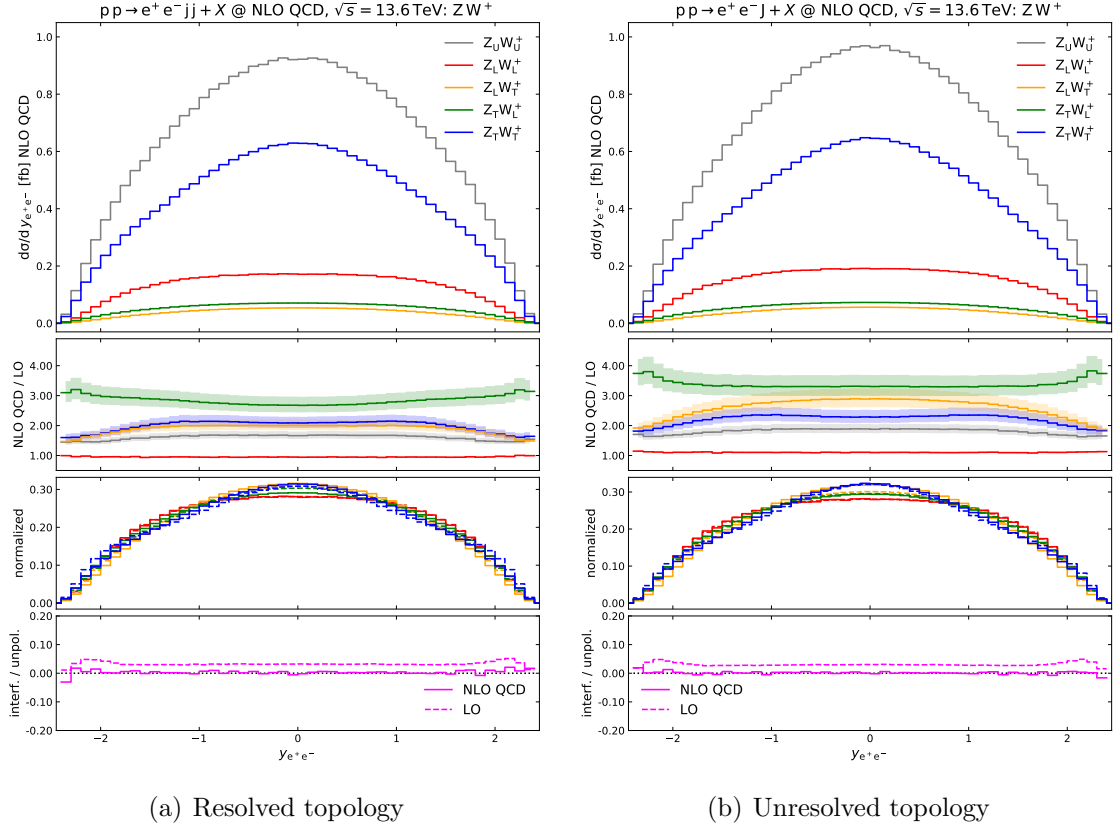 p p → e⁺ e⁻ jj + X @ NLO QCD, √s = 13.6 TeV: Z W⁺
dσ/d y_e⁺e⁻ [fb] NLO QCD
1.0
0.8
0.6
0.4
0.2
0.0
Z_U W_U⁺
Z_L W_L⁺
Z_L W_T⁺
Z_T W_L⁺
Z_T W_T⁺
NLO QCD / LO
4.00
3.00
2.00
1.00
normalized
0.30
0.20
0.10
0.00
interf. / unpol.
0.20
0.10
0.00
-0.10
-0.20
NLO QCD
LO
−2 −1 0 1 2
y_e⁺e⁻
(a) Resolved topology
p p → e⁺ e⁻ J + X @ NLO QCD, √s = 13.6 TeV: Z W⁺
dσ/d y_e⁺e⁻ [fb] NLO QCD
1.0
0.8
0.6
0.4
0.2
0.0
Z_U W_U⁺
Z_L W_L⁺
Z_L W_T⁺
Z_T W_L⁺
Z_T W_T⁺
NLO QCD / LO
4.00
3.00
2.00
1.00
normalized
0.30
0.20
0.10
0.00
interf. / unpol.
0.20
0.10
0.00
-0.10
-0.20
NLO QCD
LO
−2 −1 0 1 2
y_e⁺e⁻
(b) Unresolved topology